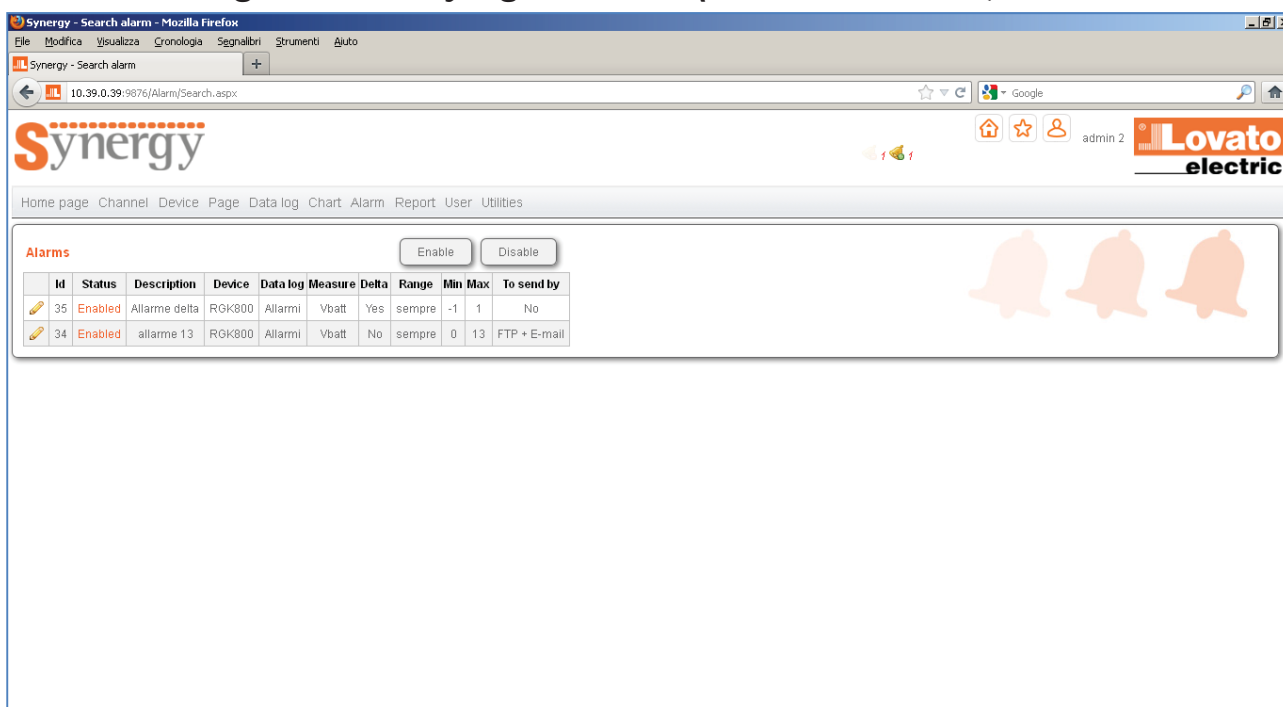 Synergy - Search alarm - Mozilla Firefox
File Modifica Visualizza Cronologia Segnalibri Strumenti Aiuto
Synergy - Search alarm +
10.39.0.39:9876/Alarm/Search.aspx Google
Synergy 1 1 admin 2 Lovato electric
Home page Channel Device Page Data log Chart Alarm Report User Utilities
Alarms Enable Disable
Id Status Description Device Data log Measure Delta Range Min Max To send by
35 Enabled Allarme delta RGK800 Allarmi Vbatt Yes sempre -1 1 No
34 Enabled allarme 13 RGK800 Allarmi Vbatt No sempre 0 13 FTP + E-mail